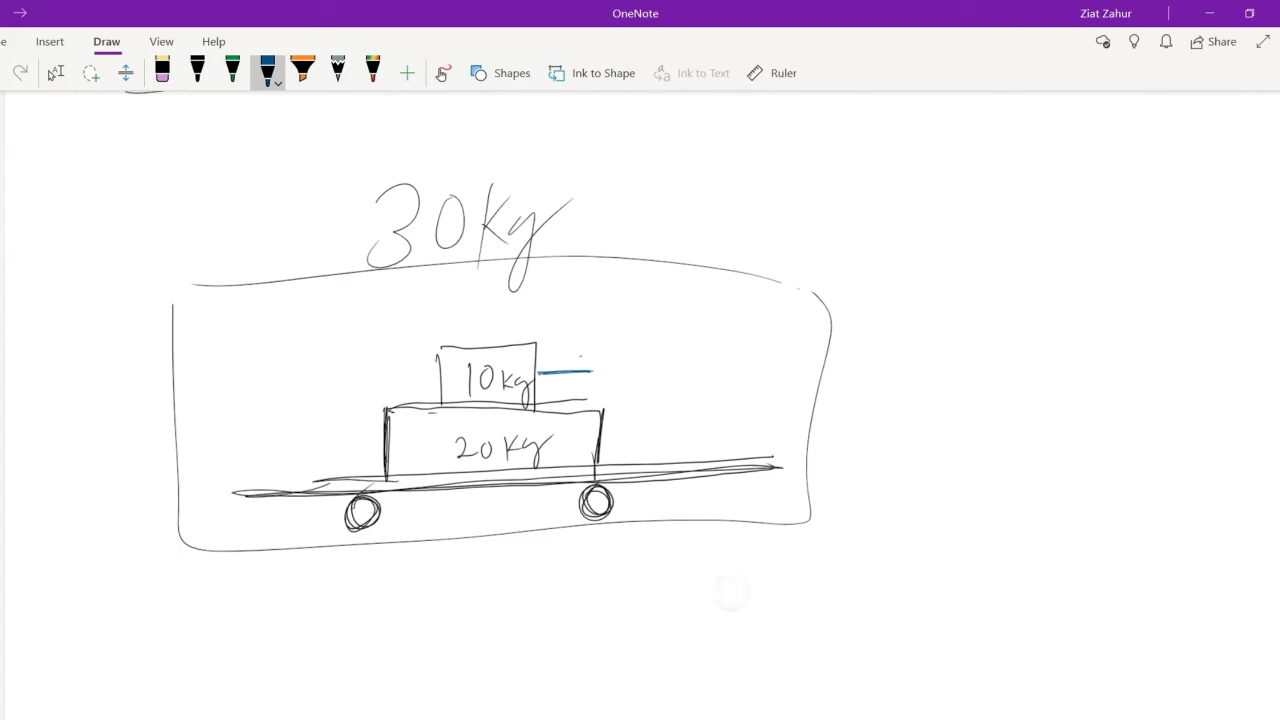 OneNote
Ziat Zahur
Insert
Draw
View
Help
Share
Shapes
Ink to Shape
Ink to Text
Ruler
30kg
10kg
20kg